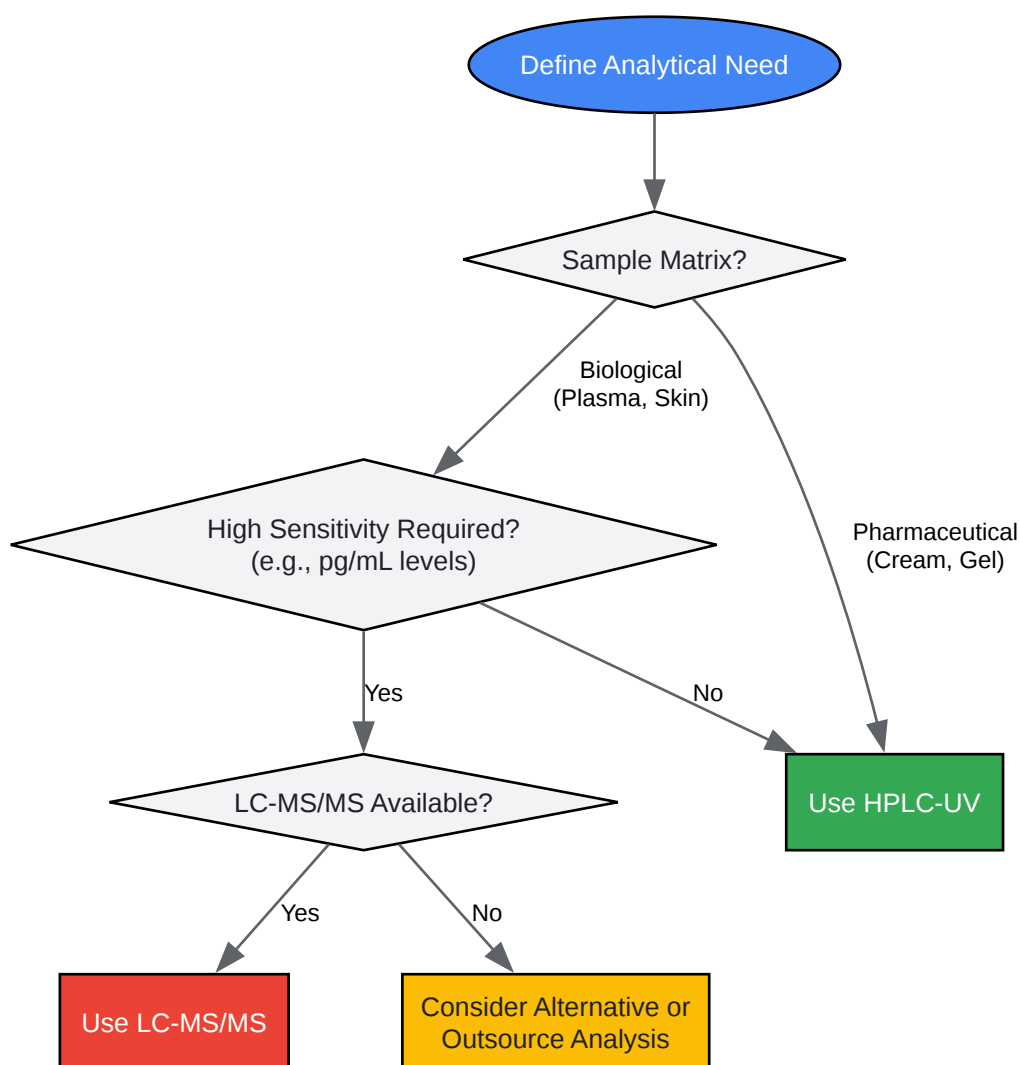 Define Analytical Need
Sample Matrix?
Biological
(Plasma, Skin)
Pharmaceutical
(Cream, Gel)
High Sensitivity Required?
(e.g., pg/mL levels)
Yes
No
LC-MS/MS Available?
Use HPLC-UV
Yes
No
Use LC-MS/MS
Consider Alternative or
Outsource Analysis